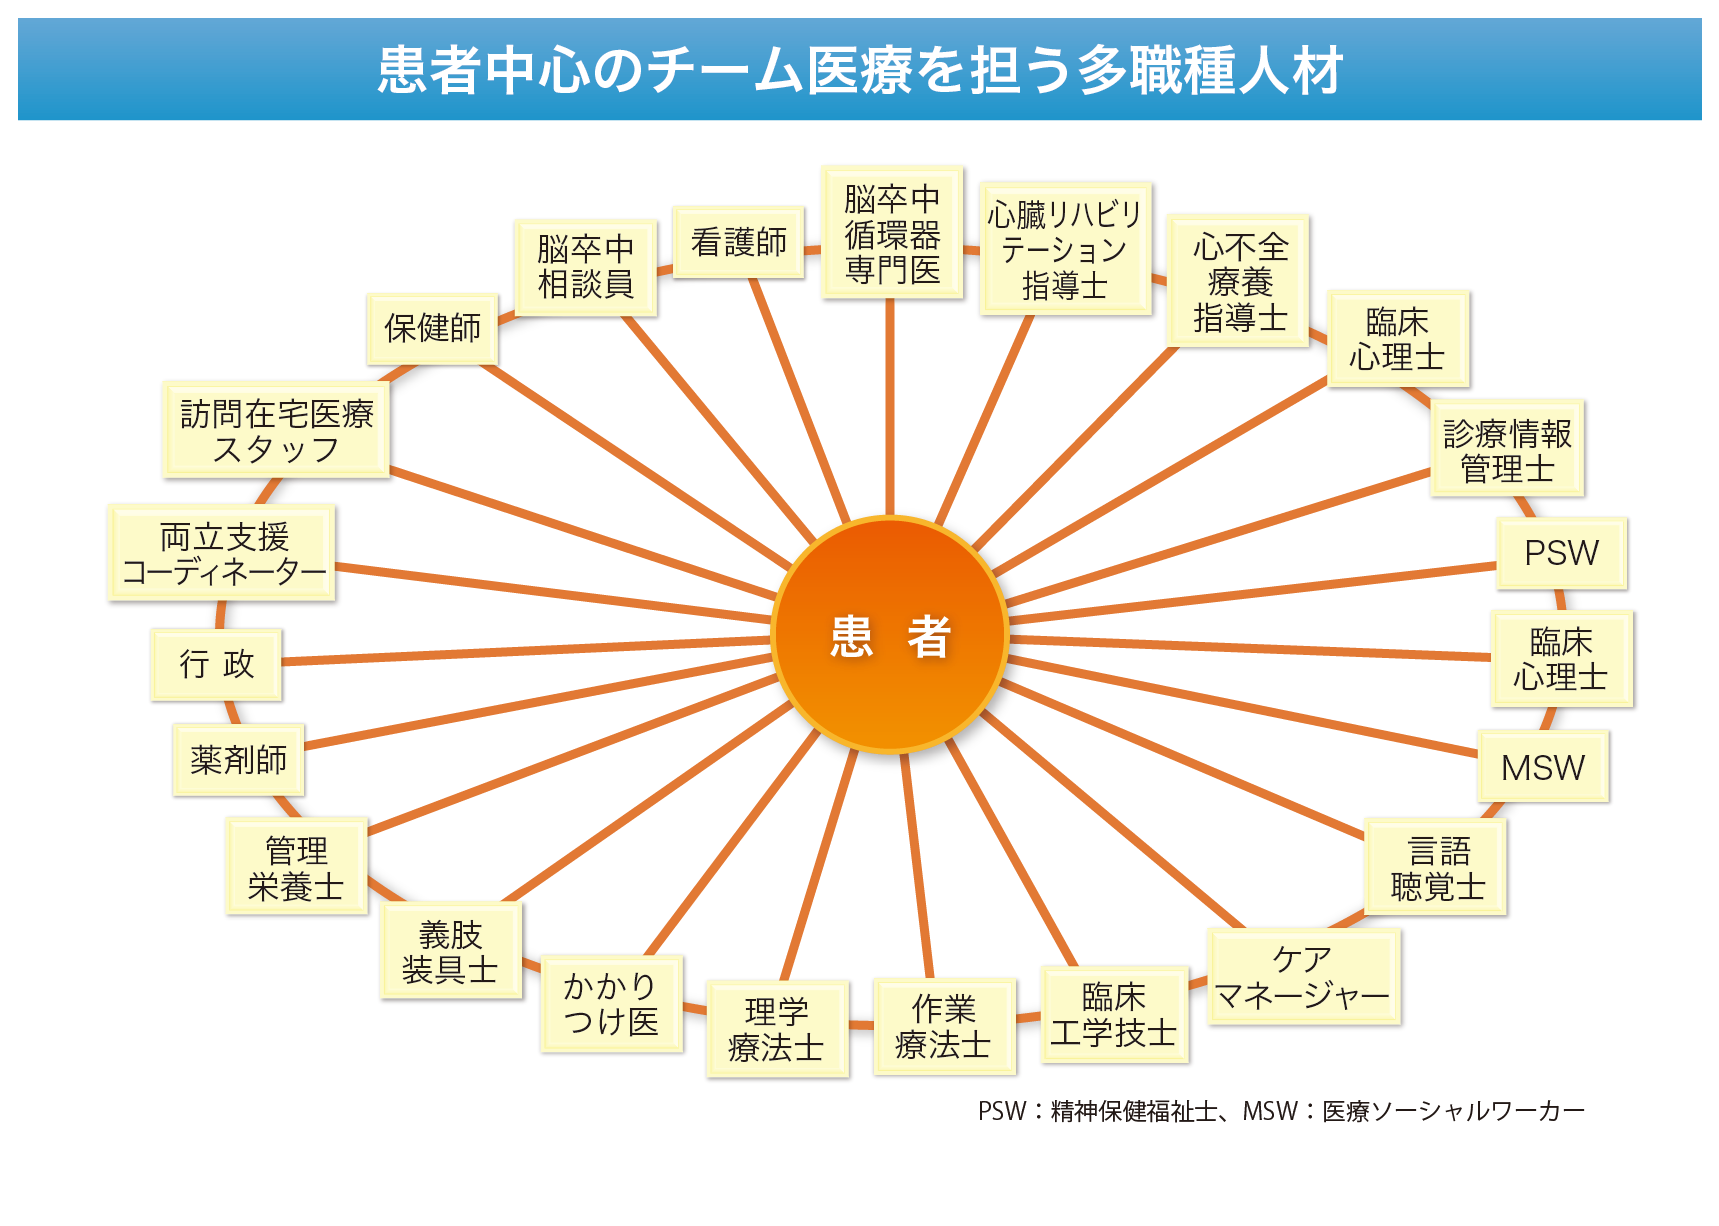 患者中心のチーム医療を担う多職種人材
脳卒中
循環器
専門医
心臓リハビリ
テーション
指導士
心不全
療養
指導士
臨床
心理士
診療情報
管理士
PSW
臨床
心理士
MSW
言語
聴覚士
ケア
マネージャー
臨床
工学技士
作業
療法士
理学
療法士
かかり
つけ医
義肢
装具士
管理
栄養士
薬剤師
行 政
両立支援
コーディネーター
訪問在宅医療
スタッフ
保健師
脳卒中
相談員
看護師
患 者
PSW：精神保健福祉士、MSW：医療ソーシャルワーカー